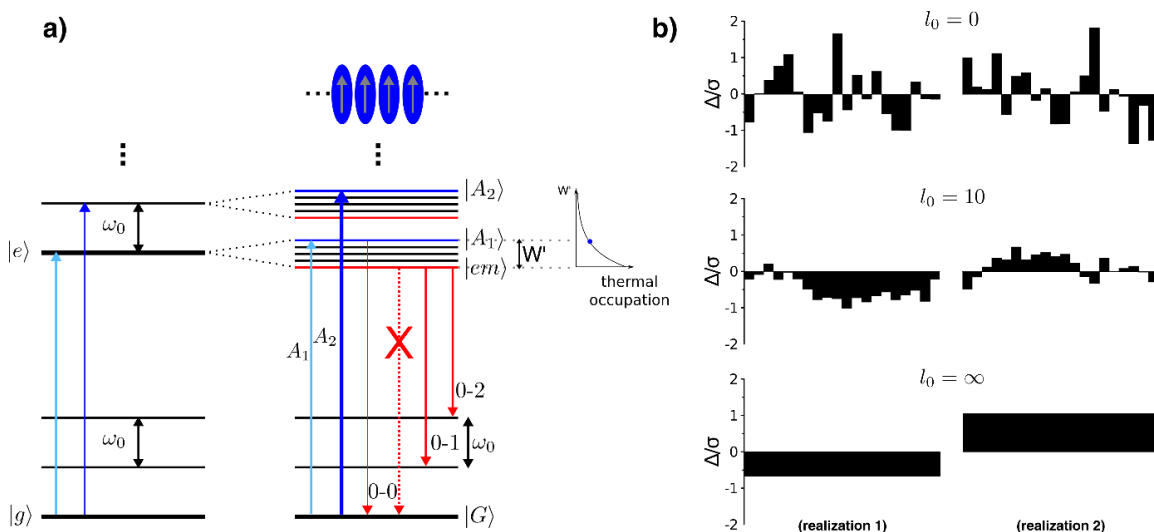 a)
|A₂⟩
ω₀
|e⟩
|A₁⟩
W'
|em⟩
W'
thermal
occupation
A₁
A₂
X
0-2
ω₀
0-1
ω₀
0-0
|g⟩
|G⟩
b)
l₀ = 0
Δ/σ
2
1
0
-1
-2
l₀ = 10
Δ/σ
2
1
0
-1
-2
l₀ = ∞
Δ/σ
2
1
0
-1
-2
(realization 1)
(realization 2)